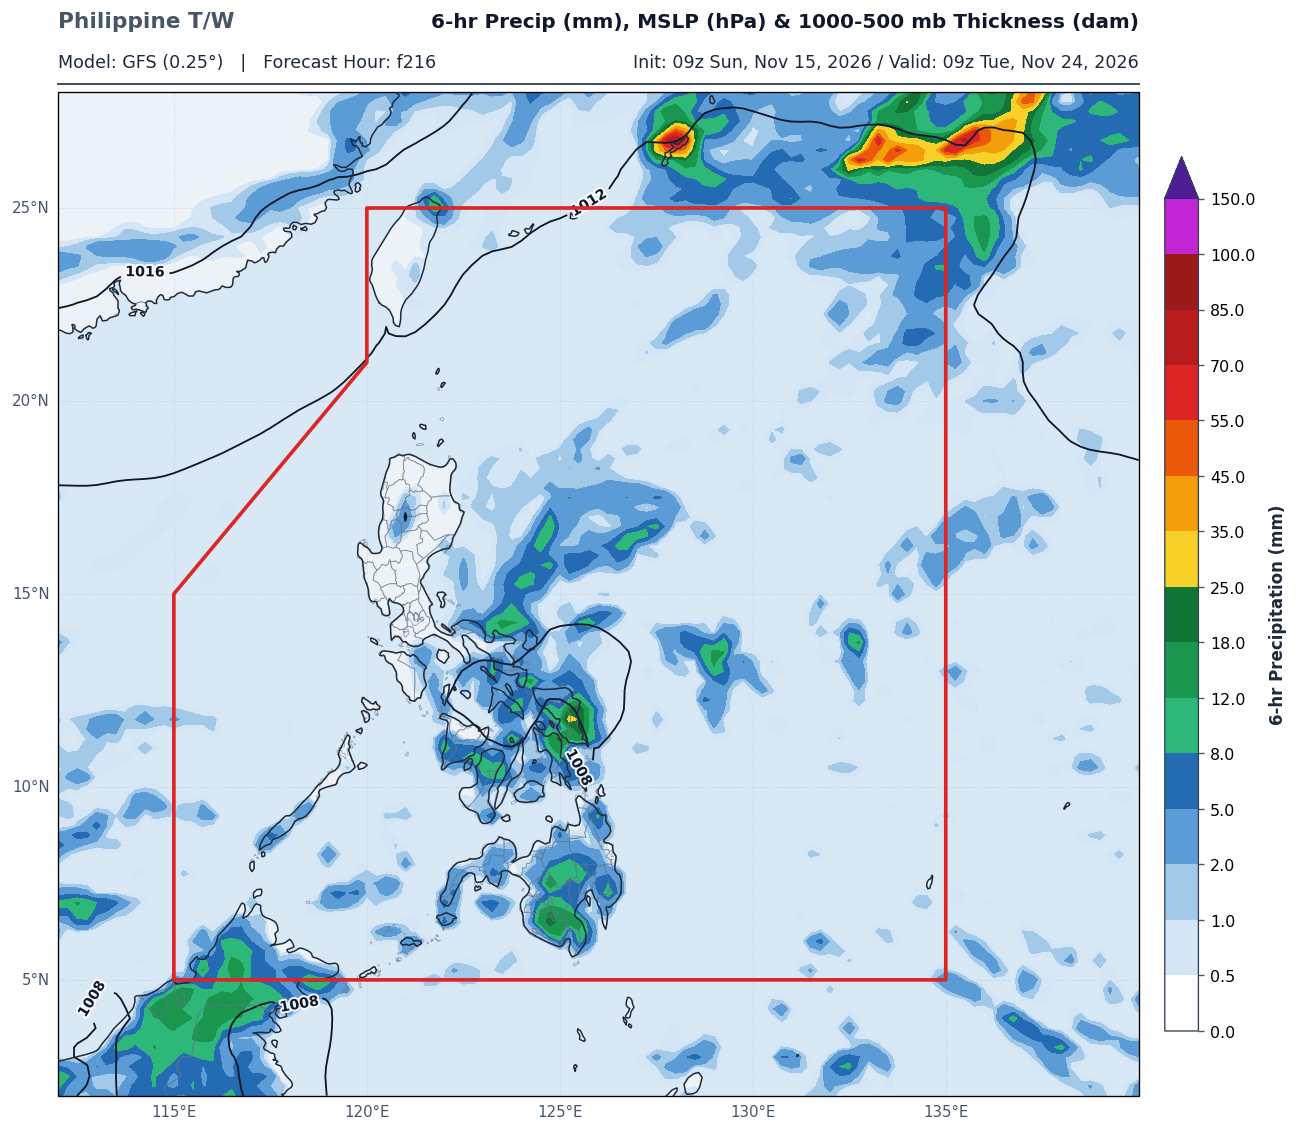 Philippine T/W
6-hr Precip (mm), MSLP (hPa) & 1000-500 mb Thickness (dam)
Model: GFS (0.25°) | Forecast Hour: f216
Init: 09z Sun, Nov 15, 2026 / Valid: 09z Tue, Nov 24, 2026
25°N
20°N
15°N
10°N
5°N
115°E
120°E
125°E
130°E
135°E
1012
1016
1008
1008
1008
150.0
100.0
85.0
70.0
55.0
45.0
35.0
25.0
18.0
12.0
8.0
5.0
2.0
1.0
0.5
0.0
6-hr Precipitation (mm)